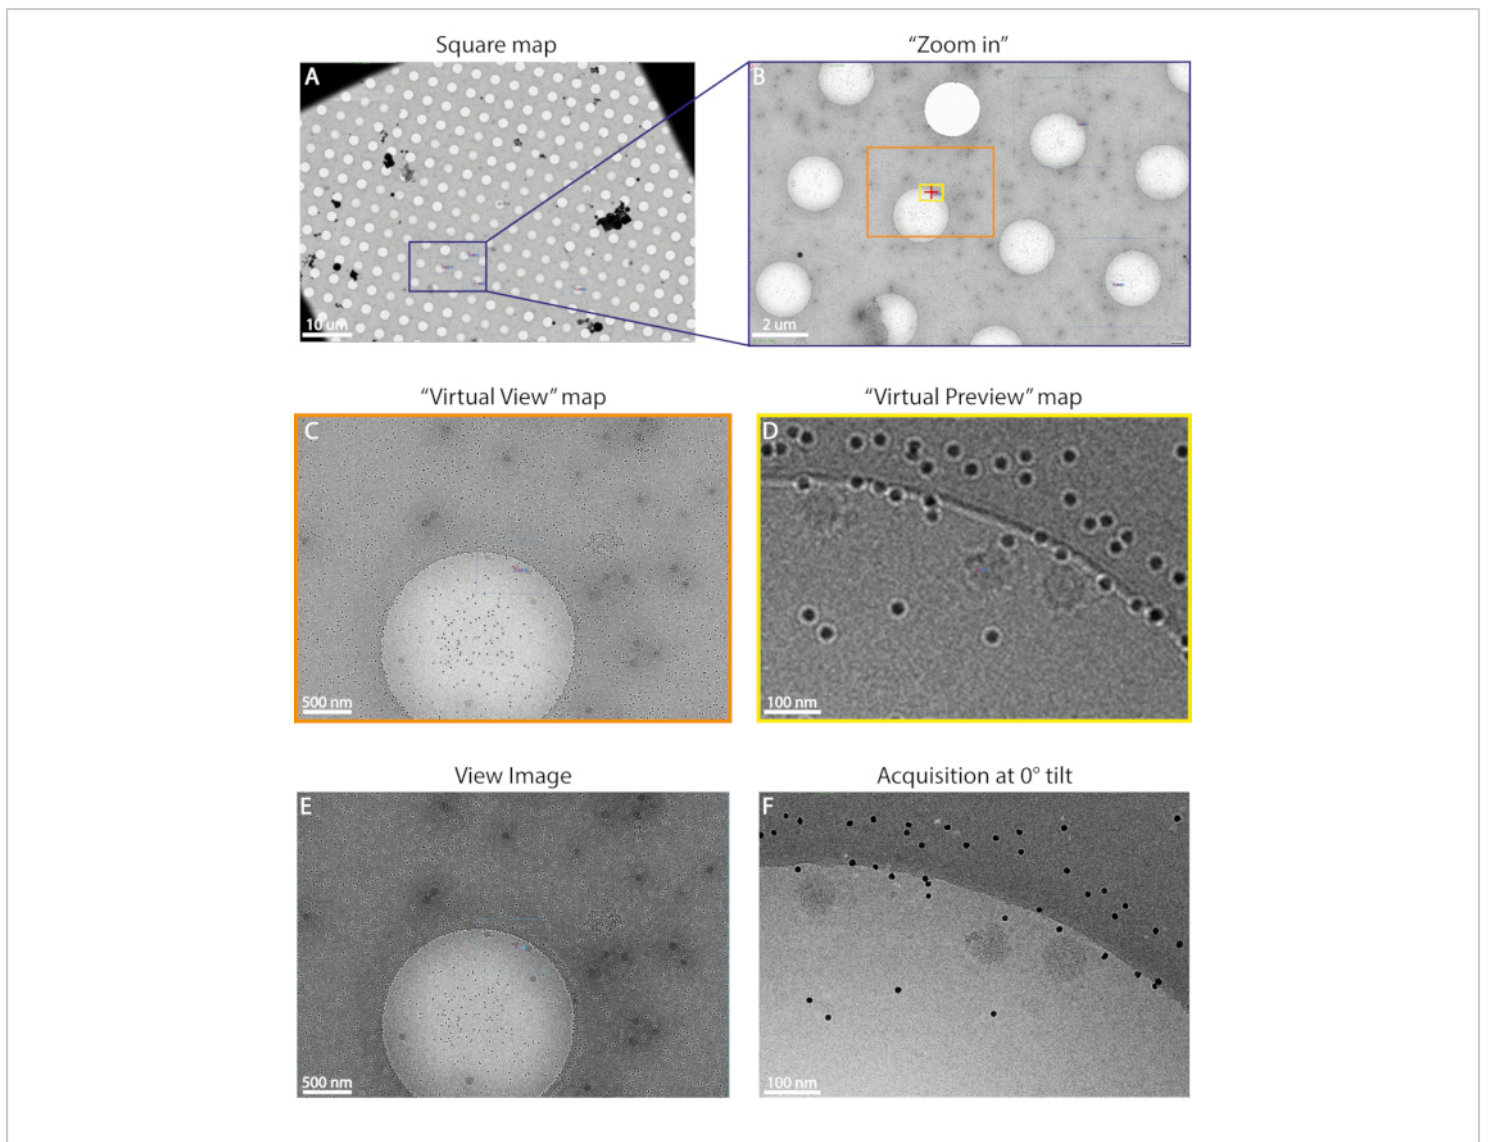 Square map
“Zoom in”
A
B
10 um
2 um
“Virtual View” map
“Virtual Preview” map
C
D
500 nm
100 nm
View Image
Acquisition at 0° tilt
E
F
500 nm
100 nm